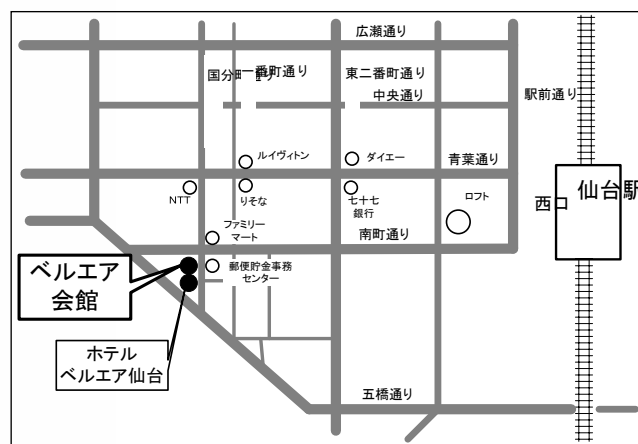 広瀬通り
国分町通り
一番町通り
東二番町通り
中央通り
駅前通り
ルイヴィトン
ダイエー
青葉通り
NTT
りそな
七十七
銀行
ロフト
西口
仙台駅
ファミリー
マート
南町通り
ベルエア
会館
郵便貯金事務
センター
ホテル
ベルエア仙台
五橋通り